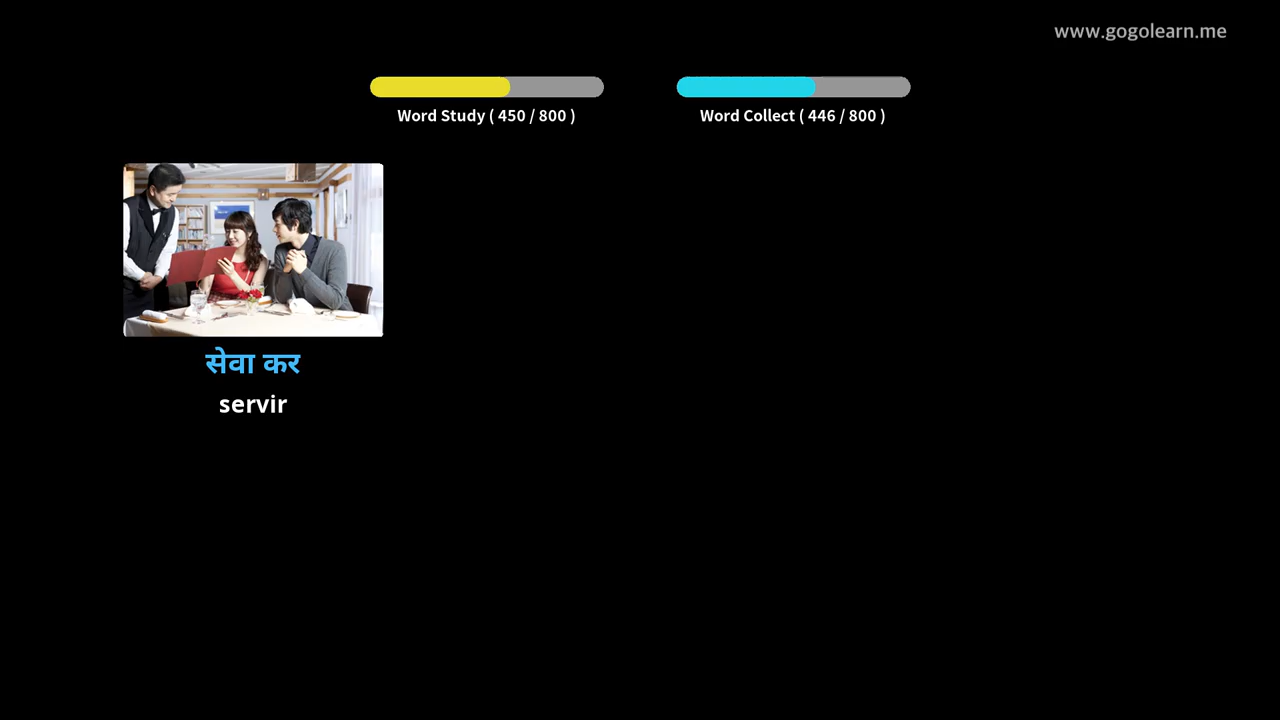 www.gogolearn.me
Word Study ( 450 / 800 )
Word Collect ( 446 / 800 )
सेवा कर
servir